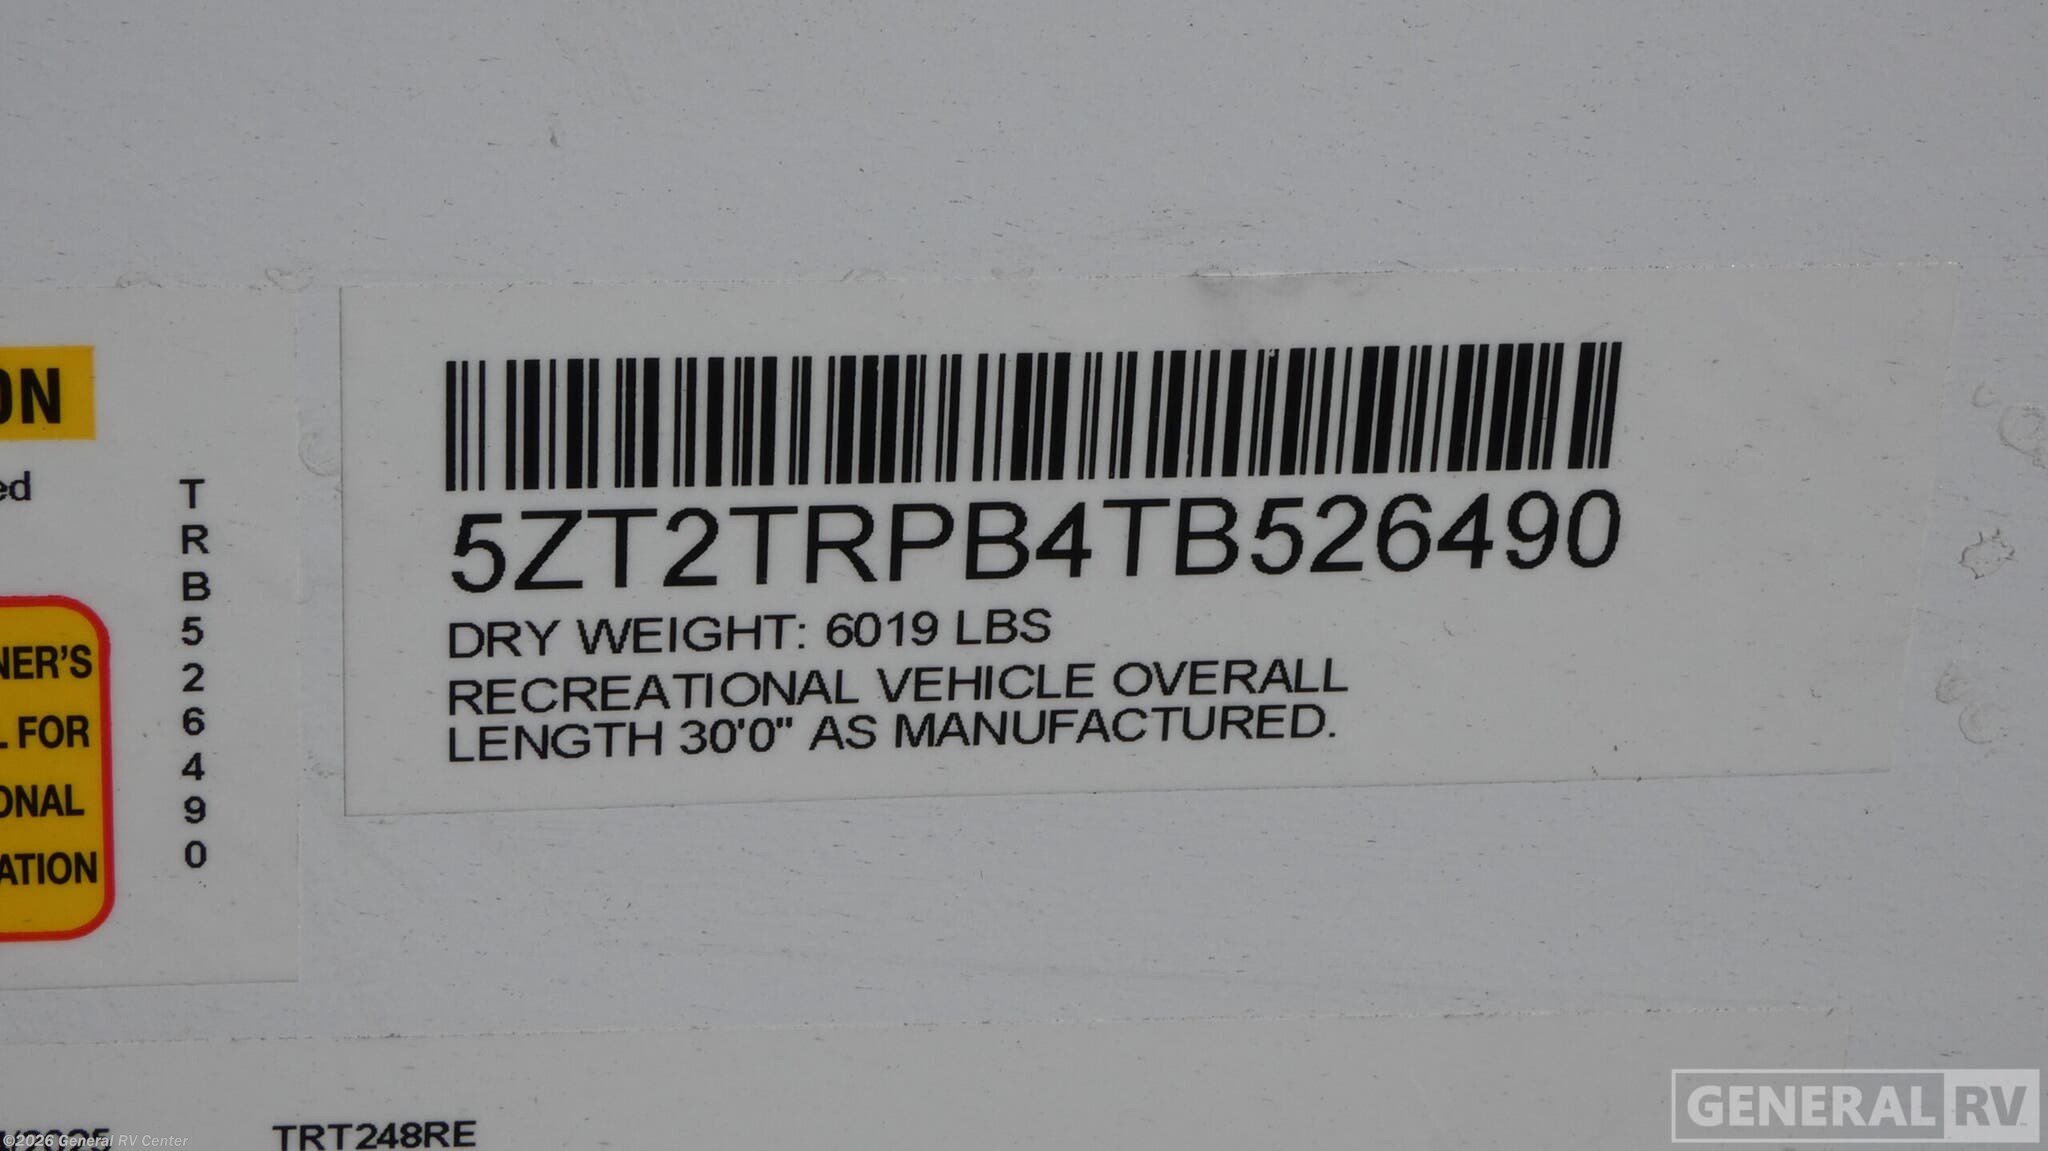 ON
ed
T
R
B
5
2
6
4
9
0
NER'S
L FOR
ONAL
ATION
5ZT2TRPB4TB526490
DRY WEIGHT: 6019 LBS
RECREATIONAL VEHICLE OVERALL
LENGTH 30'0" AS MANUFACTURED.
/2025
TRT248RE
©2026 General RV Center
GENERAL RV